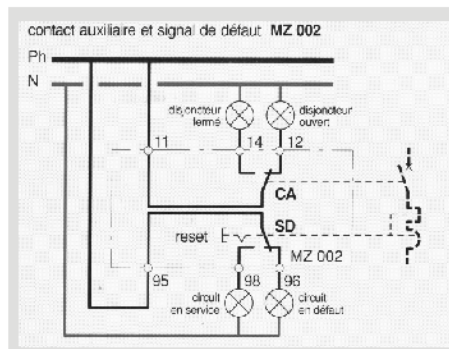 contact auxiliaire et signal de défaut MZ 002
Ph
N
disjoncteur fermé
disjoncteur ouvert
11
14
12
CA
SD
reset
MZ 002
95
98
96
circuit en service
circuit en défaut